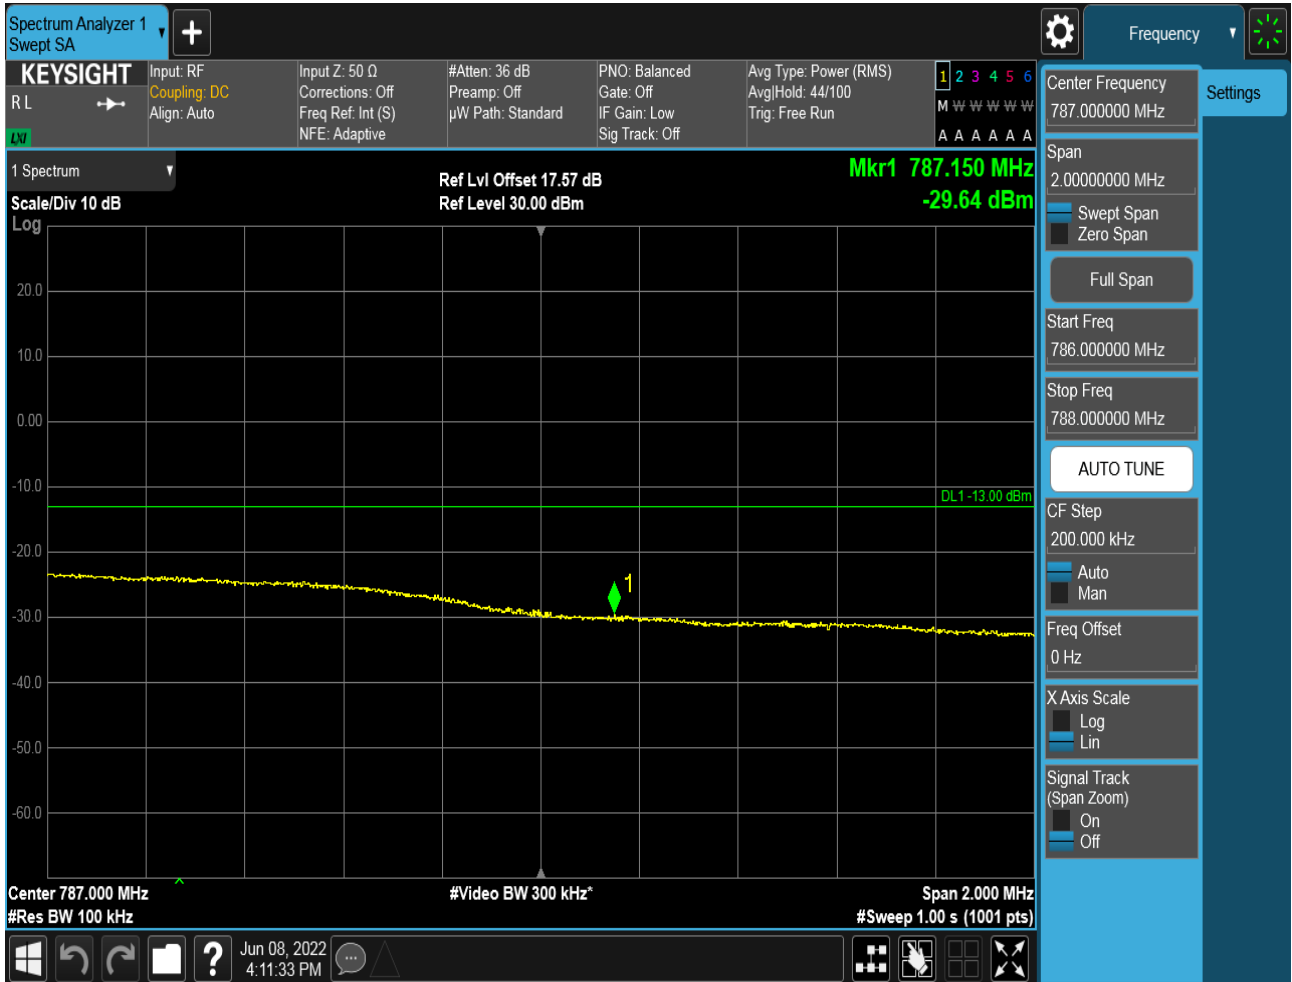 Spectrum Analyzer 1
Swept SA
Frequency
KEYSIGHT
R L
LXI
Input: RF
Coupling: DC
Align: Auto
Input Z: 50 Ω
Corrections: Off
Freq Ref: Int (S)
NFE: Adaptive
#Atten: 36 dB
Preamp: Off
µW Path: Standard
PNO: Balanced
Gate: Off
IF Gain: Low
Sig Track: Off
Avg Type: Power (RMS)
Avg|Hold: 44/100
Trig: Free Run
1 2 3 4 5 6
M W W W W W
A A A A A A
1 Spectrum
Scale/Div 10 dB
Log
Ref Lvl Offset 17.57 dB
Ref Level 30.00 dBm
Mkr1 787.150 MHz
-29.64 dBm
20.0
10.0
0.00
-10.0
-20.0
-30.0
-40.0
-50.0
-60.0
DL1 -13.00 dBm
1
Center 787.000 MHz
#Res BW 100 kHz
#Video BW 300 kHz*
Span 2.000 MHz
#Sweep 1.00 s (1001 pts)
Center Frequency
787.000000 MHz
Settings
Span
2.00000000 MHz
Swept Span
Zero Span
Full Span
Start Freq
786.000000 MHz
Stop Freq
788.000000 MHz
AUTO TUNE
CF Step
200.000 kHz
Auto
Man
Freq Offset
0 Hz
X Axis Scale
Log
Lin
Signal Track
(Span Zoom)
On
Off
?
Jun 08, 2022
4:11:33 PM